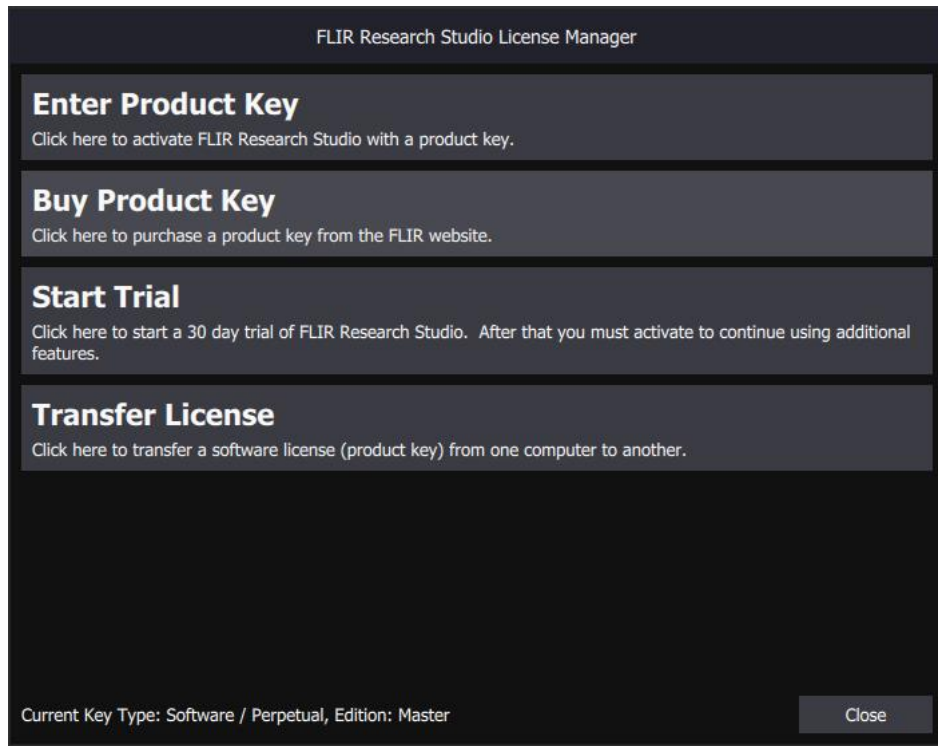 FLIR Research Studio License Manager
Enter Product Key
Click here to activate FLIR Research Studio with a product key.
Buy Product Key
Click here to purchase a product key from the FLIR website.
Start Trial
Click here to start a 30 day trial of FLIR Research Studio.  After that you must activate to continue using additional
features.
Transfer License
Click here to transfer a software license (product key) from one computer to another.
Current Key Type: Software / Perpetual, Edition: Master
Close